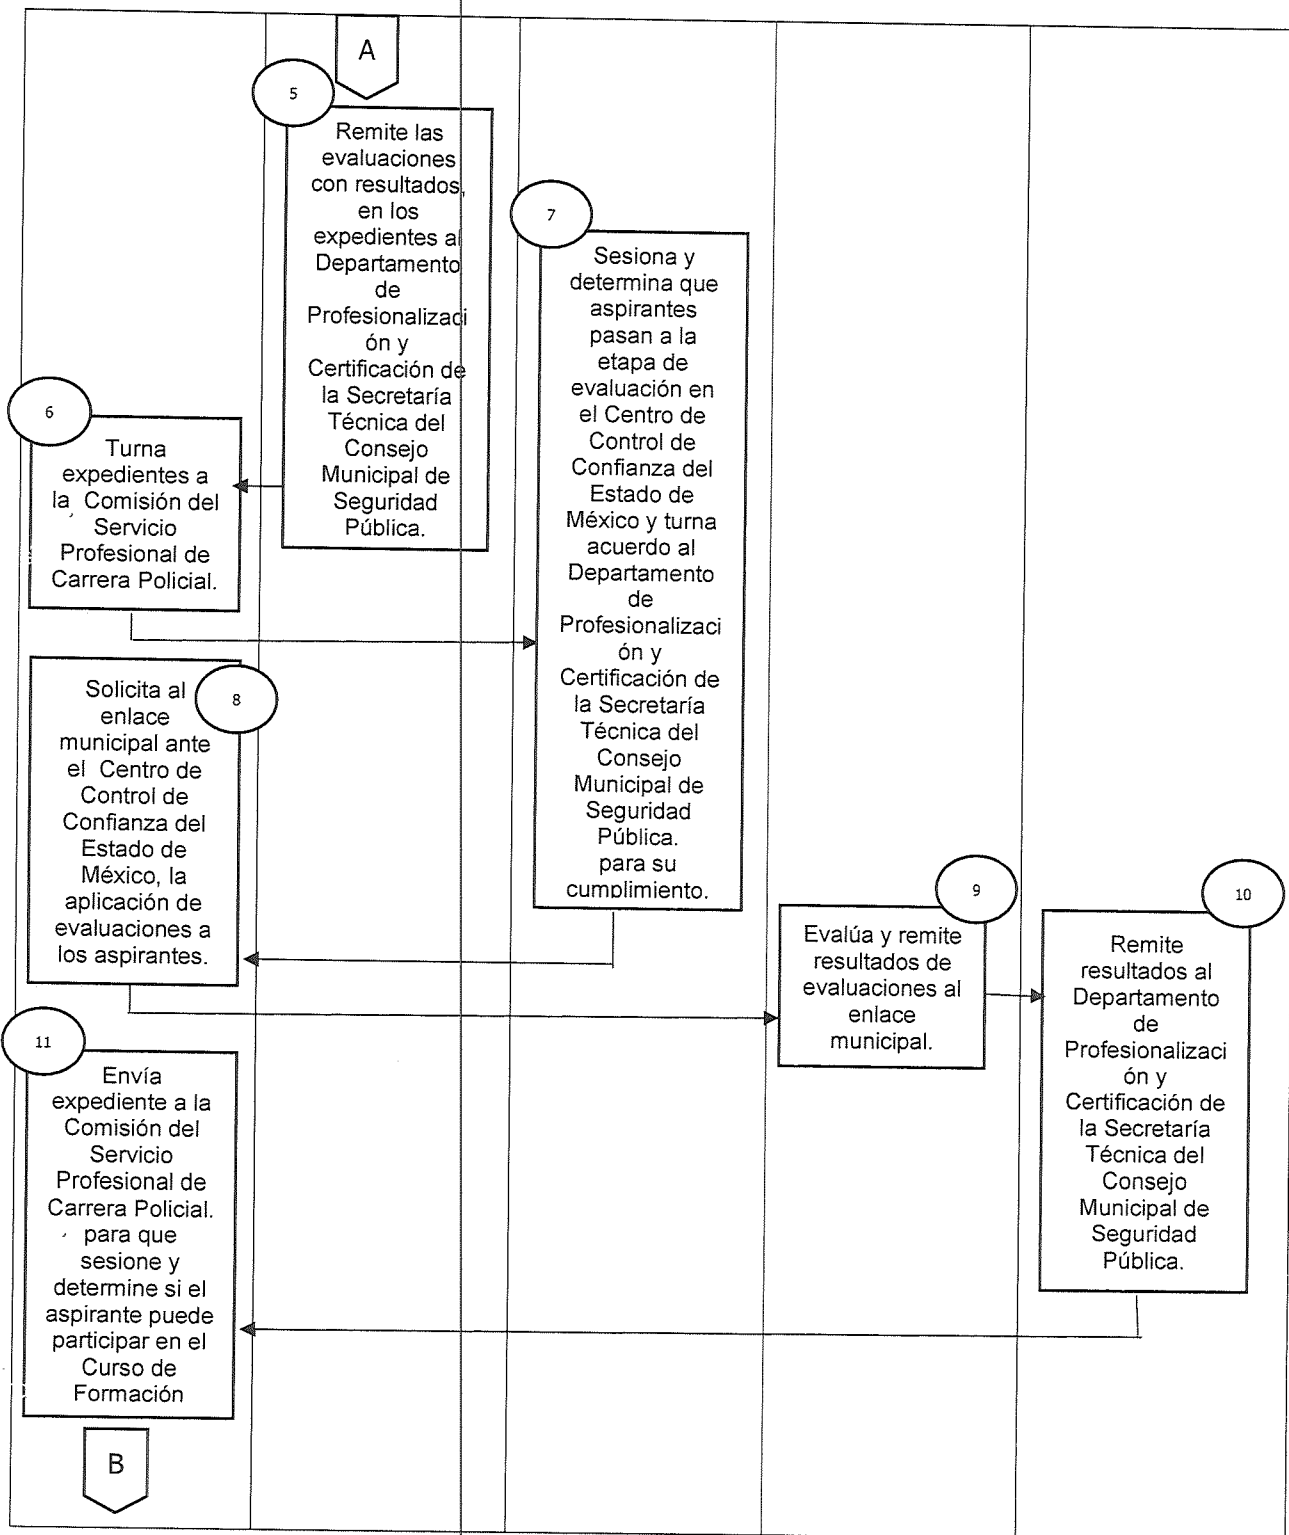 A
5
Remite las
evaluaciones
con resultados,
en los
expedientes al
Departamento
de
Profesionalizaci
ón y
Certificación de
la Secretaría
Técnica del
Consejo
Municipal de
Seguridad
Pública.
6
Turna
expedientes a
la Comisión del
Servicio
Profesional de
Carrera Policial.
7
Sesiona y
determina que
aspirantes
pasan a la
etapa de
evaluación en
el Centro de
Control de
Confianza del
Estado de
México y turna
acuerdo al
Departamento
de
Profesionalizaci
ón y
Certificación de
la Secretaría
Técnica del
Consejo
Municipal de
Seguridad
Pública.
para su
cumplimiento.
8
Solicita al
enlace
municipal ante
el Centro de
Control de
Confianza del
Estado de
México, la
aplicación de
evaluaciones a
los aspirantes.
9
Evalúa y remite
resultados de
evaluaciones al
enlace
municipal.
10
Remite
resultados al
Departamento
de
Profesionalizaci
ón y
Certificación de
la Secretaría
Técnica del
Consejo
Municipal de
Seguridad
Pública.
11
Envía
expediente a la
Comisión del
Servicio
Profesional de
Carrera Policial.
para que
sesione y
determine si el
aspirante puede
participar en el
Curso de
Formación
B